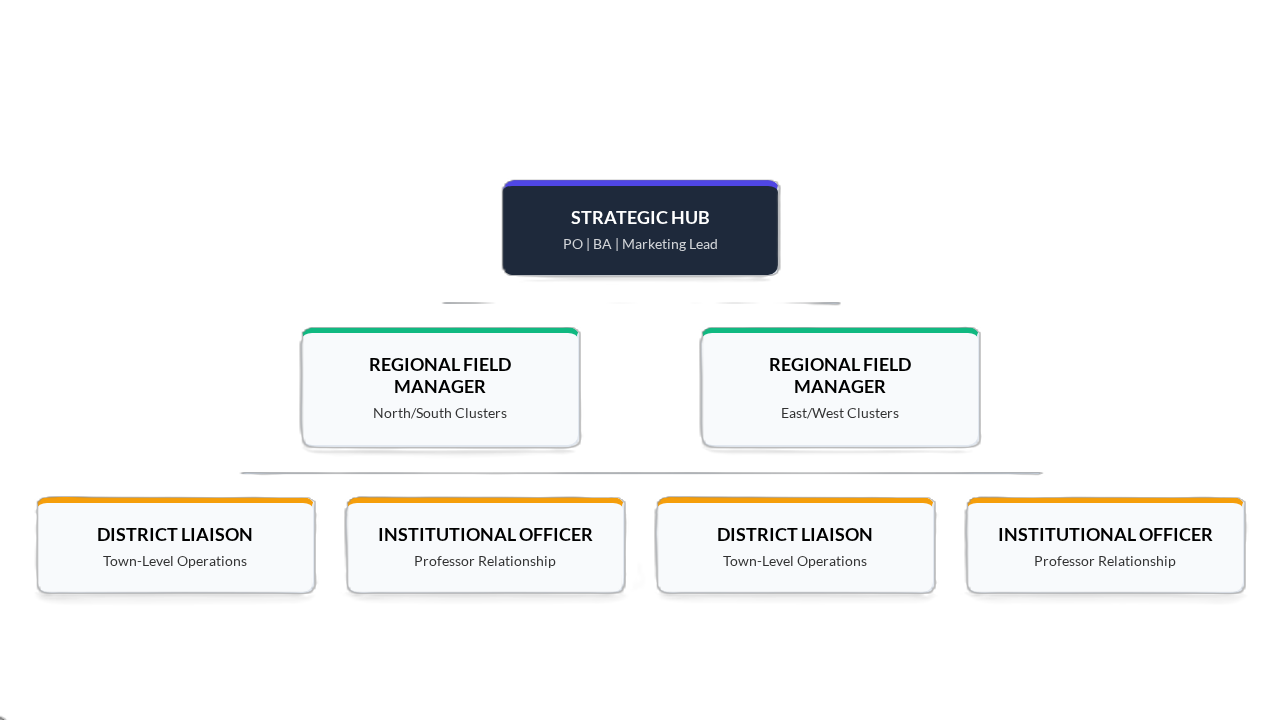 STRATEGIC HUB
PO | BA | Marketing Lead
REGIONAL FIELD
MANAGER
North/South Clusters
REGIONAL FIELD
MANAGER
East/West Clusters
DISTRICT LIAISON
Town-Level Operations
INSTITUTIONAL OFFICER
Professor Relationship
DISTRICT LIAISON
Town-Level Operations
INSTITUTIONAL OFFICER
Professor Relationship